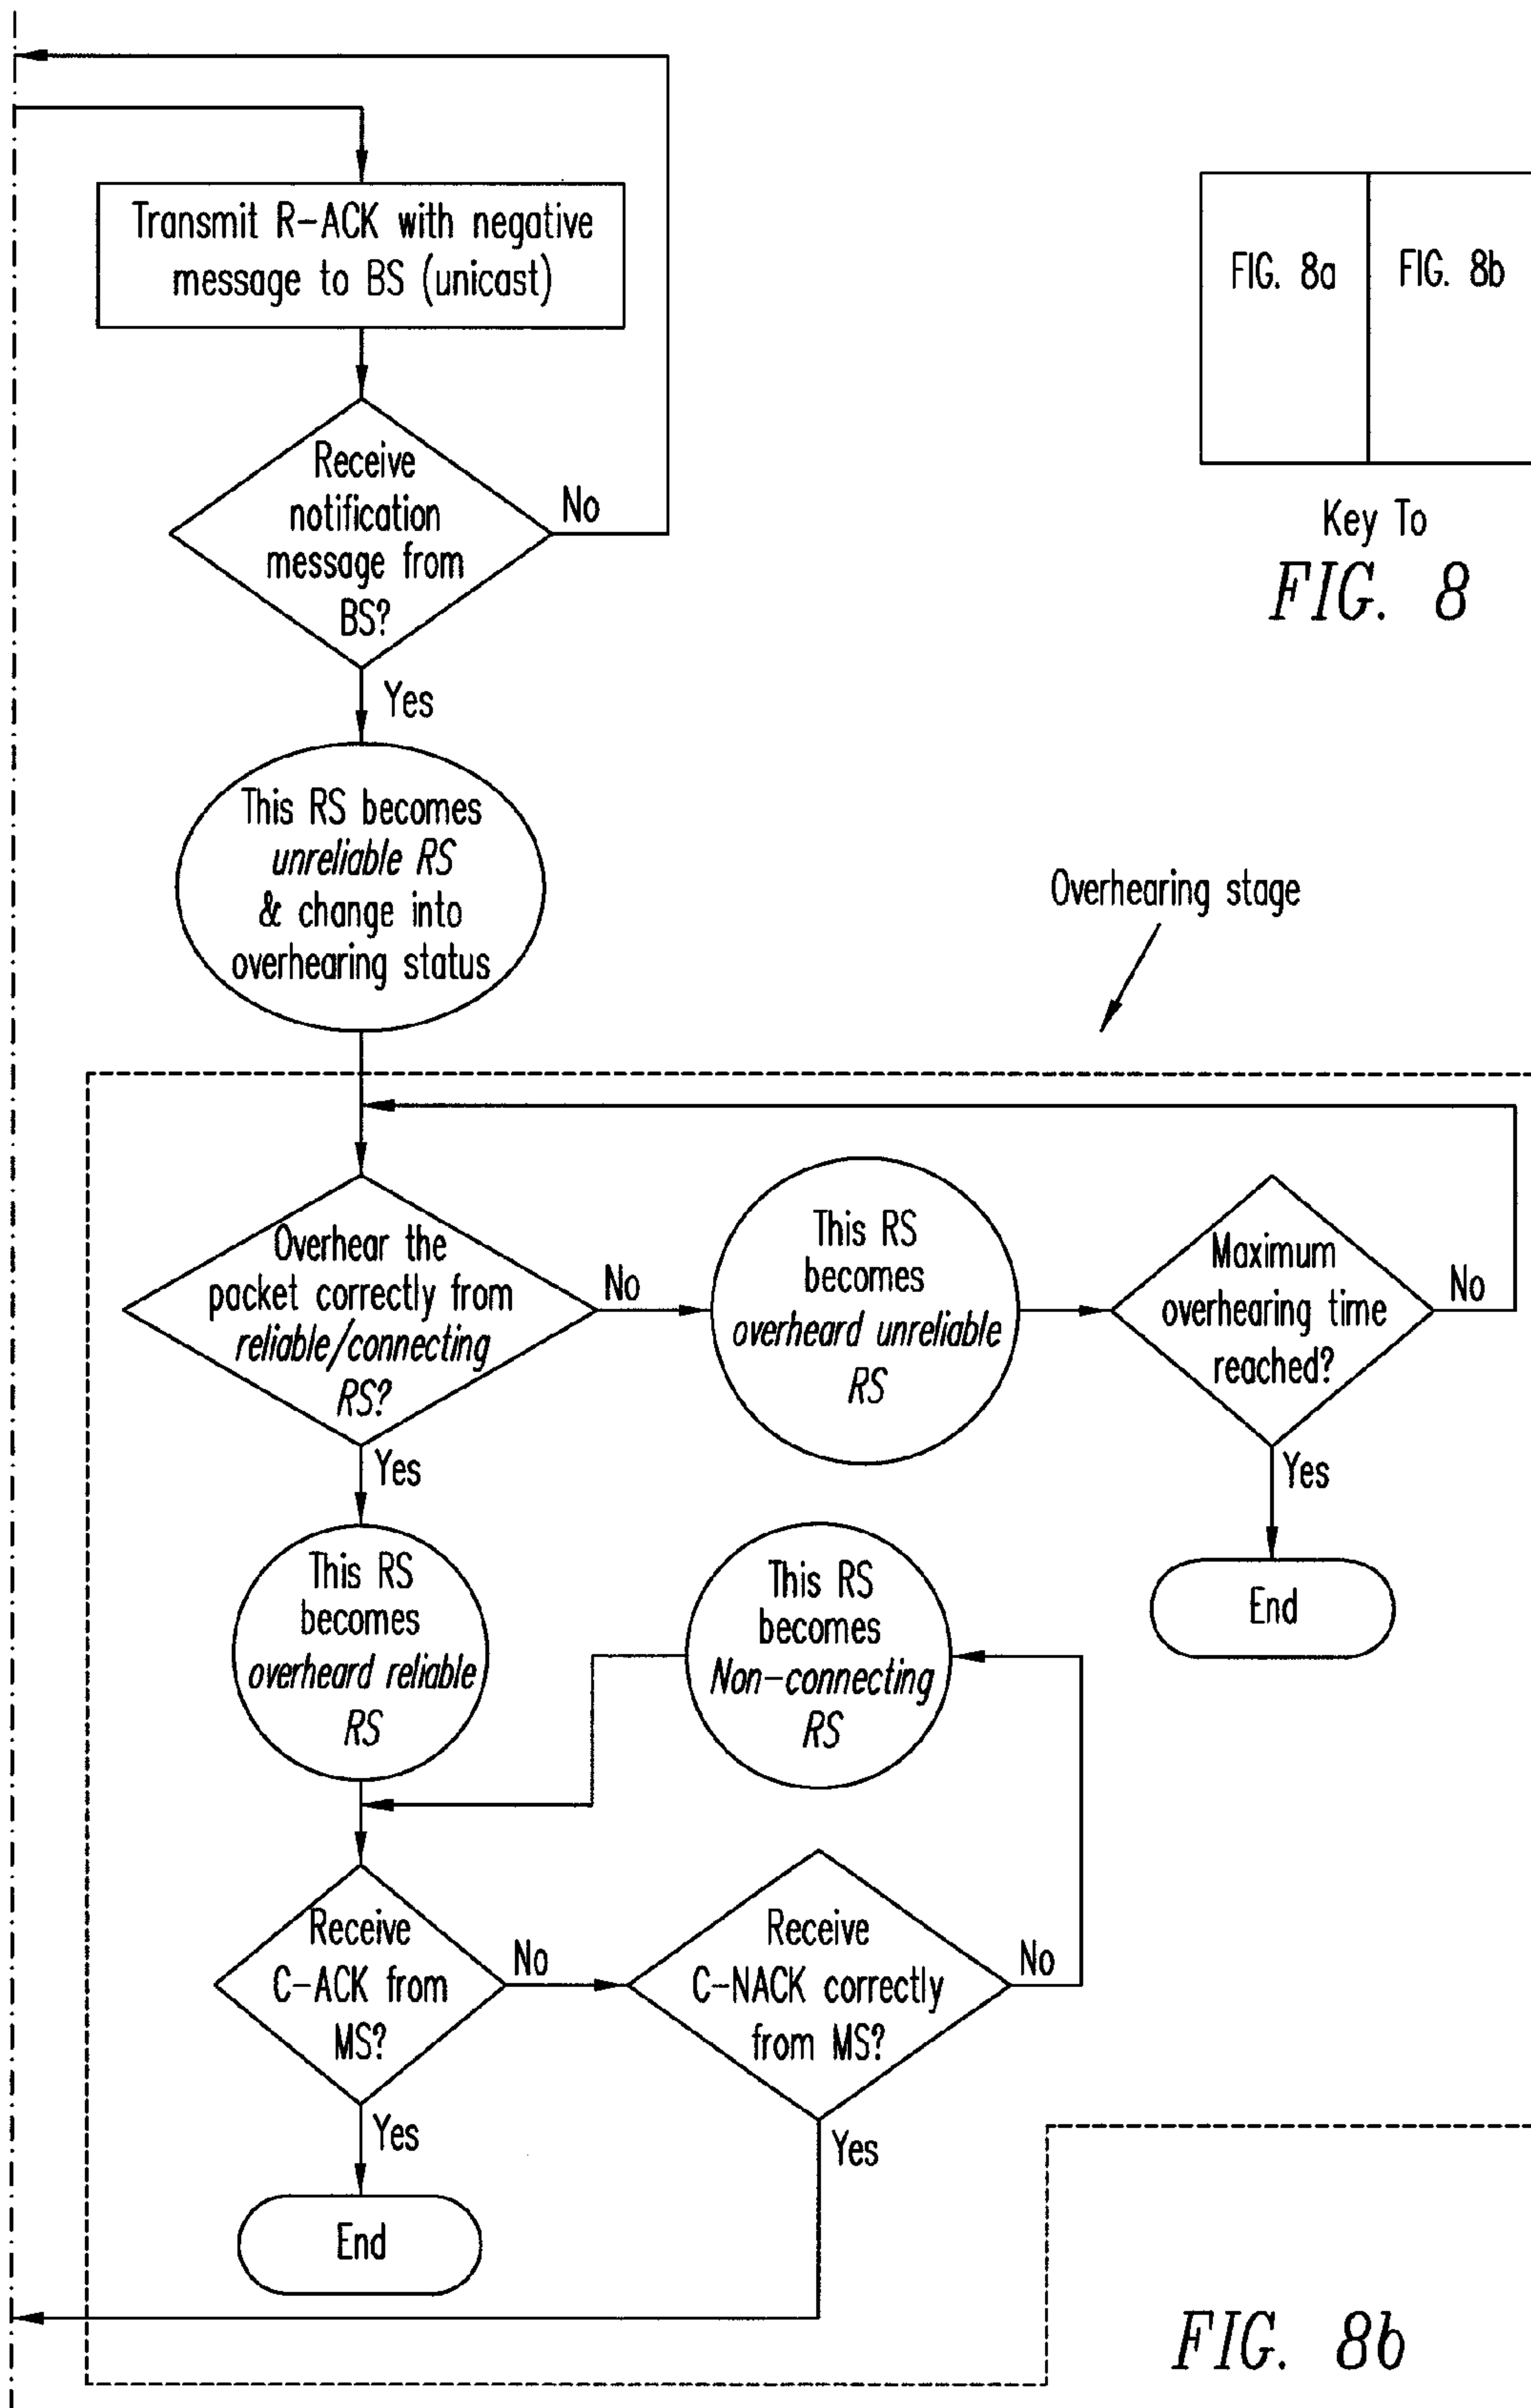 Transmit R-ACK with negative
message to BS (unicast)
FIG. 8a
FIG. 8b
Key To
FIG. 8
Receive
notification
message from
BS?
No
Yes
This RS becomes
unreliable RS
& change into
overhearing status
Overhearing stage
Overhear the
packet correctly from
reliable/connecting
RS?
No
This RS
becomes
overheard unreliable
RS
Maximum
overhearing time
reached?
No
Yes
Yes
End
This RS
becomes
overheard reliable
RS
This RS
becomes
Non-connecting
RS
Receive
C-ACK from
MS?
No
Receive
C-NACK correctly
from MS?
No
Yes
Yes
End
FIG. 8b